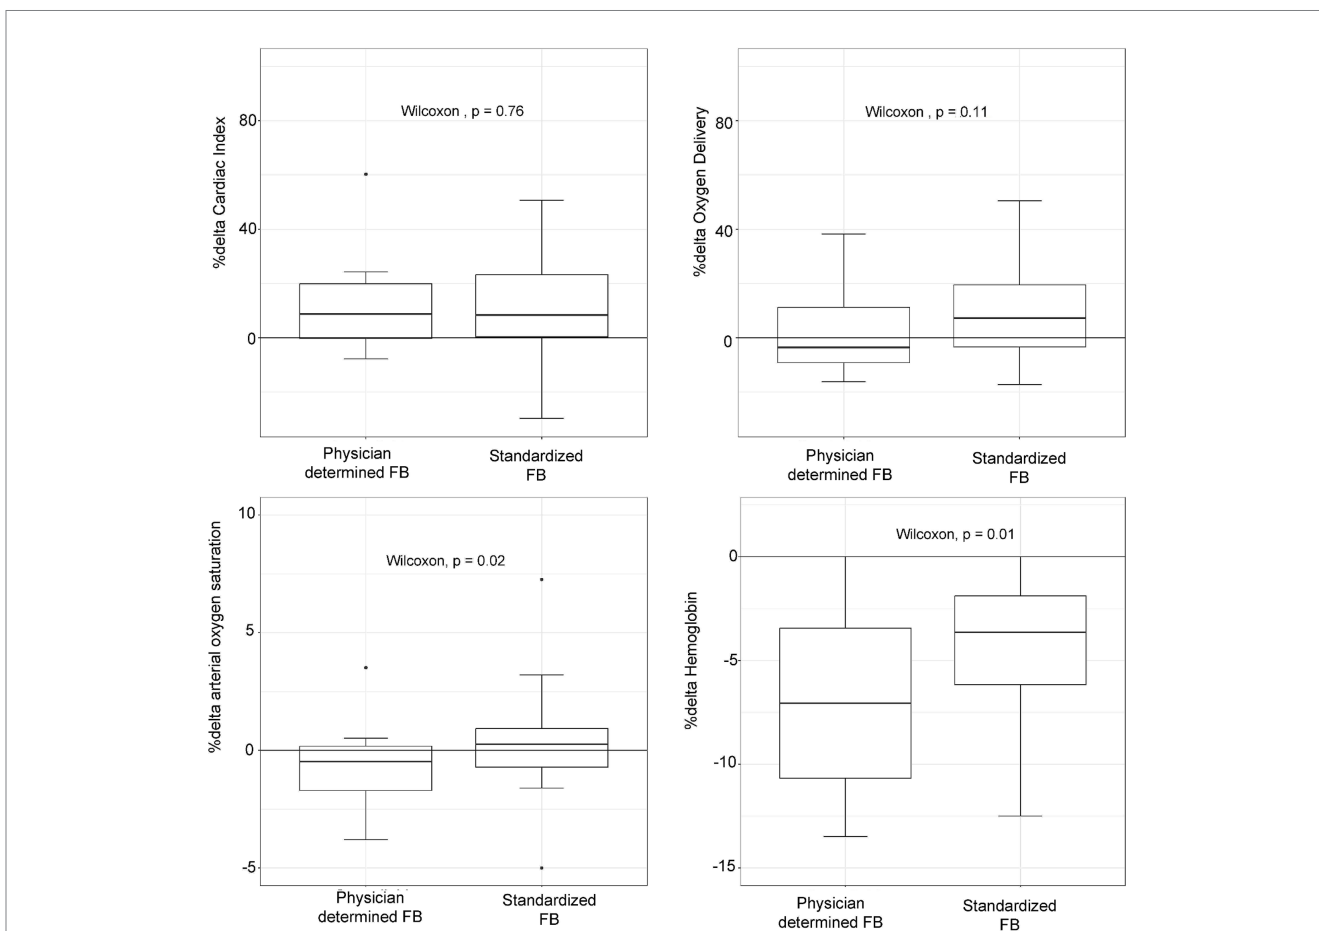 Wilcoxon , p = 0.76
%delta Cardiac Index
80
40
0
Physician
determined FB
Standardized
FB
Wilcoxon , p = 0.11
%delta Oxygen Delivery
80
40
0
Physician
determined FB
Standardized
FB
Wilcoxon, p = 0.02
%delta arterial oxygen saturation
10
5
0
-5
Physician
determined FB
Standardized
FB
Wilcoxon, p = 0.01
%delta Hemoglobin
0
-5
-10
-15
Physician
determined FB
Standardized
FB